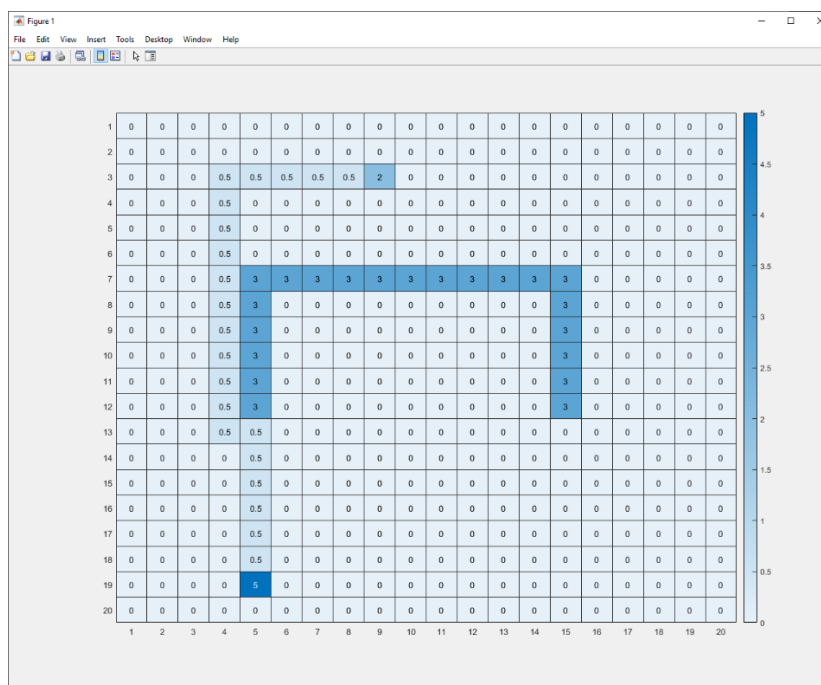 Figure 1
File Edit View Insert Tools Desktop Window Help
1 0 0 0 0 0 0 0 0 0 0 0 0 0 0 0 0 0 0 0 0
2 0 0 0 0 0 0 0 0 0 0 0 0 0 0 0 0 0 0 0 0
3 0 0 0 0.5 0.5 0.5 0.5 0.5 2 0 0 0 0 0 0 0 0 0 0 0
4 0 0 0 0.5 0 0 0 0 0 0 0 0 0 0 0 0 0 0 0 0
5 0 0 0 0.5 0 0 0 0 0 0 0 0 0 0 0 0 0 0 0 0
6 0 0 0 0.5 0 0 0 0 0 0 0 0 0 0 0 0 0 0 0 0
7 0 0 0 0.5 3 3 3 3 3 3 3 3 3 3 3 0 0 0 0 0
8 0 0 0 0.5 3 0 0 0 0 0 0 0 0 0 3 0 0 0 0 0
9 0 0 0 0.5 3 0 0 0 0 0 0 0 0 0 3 0 0 0 0 0
10 0 0 0 0.5 3 0 0 0 0 0 0 0 0 0 3 0 0 0 0 0
11 0 0 0 0.5 3 0 0 0 0 0 0 0 0 0 3 0 0 0 0 0
12 0 0 0 0.5 3 0 0 0 0 0 0 0 0 0 3 0 0 0 0 0
13 0 0 0 0.5 0.5 0 0 0 0 0 0 0 0 0 0 0 0 0 0 0
14 0 0 0 0 0.5 0 0 0 0 0 0 0 0 0 0 0 0 0 0 0
15 0 0 0 0 0.5 0 0 0 0 0 0 0 0 0 0 0 0 0 0 0
16 0 0 0 0 0.5 0 0 0 0 0 0 0 0 0 0 0 0 0 0 0
17 0 0 0 0 0.5 0 0 0 0 0 0 0 0 0 0 0 0 0 0 0
18 0 0 0 0 0.5 0 0 0 0 0 0 0 0 0 0 0 0 0 0 0
19 0 0 0 0 5 0 0 0 0 0 0 0 0 0 0 0 0 0 0 0
20 0 0 0 0 0 0 0 0 0 0 0 0 0 0 0 0 0 0 0 0
1 2 3 4 5 6 7 8 9 10 11 12 13 14 15 16 17 18 19 20
5
4.5
4
3.5
3
2.5
2
1.5
1
0.5
0